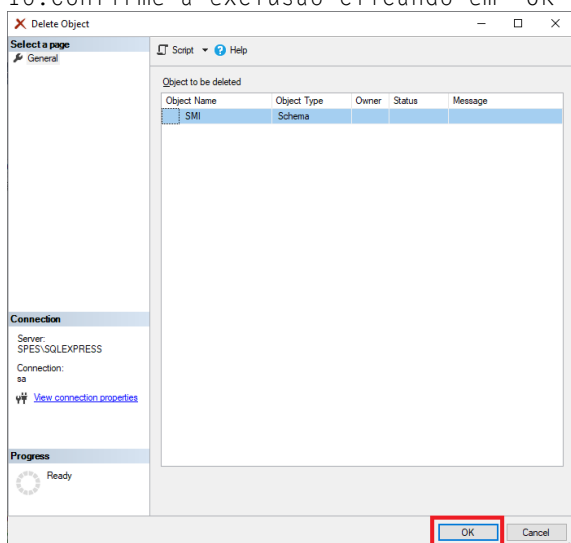 10.confirme a exclusão clicando em "OK"
Delete Object
Select a page
General
Script
Help
Object to be deleted
Object Name Object Type Owner Status Message
SMI Schema
Connection
Server:
SPES\SQLEXPRESS
Connection:
sa
View connection properties
Progress
Ready
OK Cancel